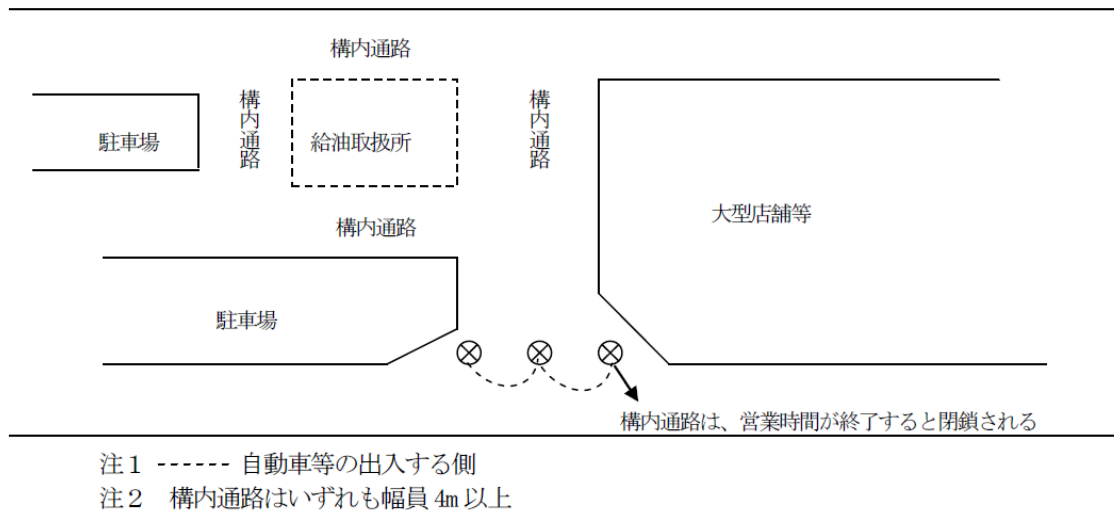 構内通路
構内通路
構内通路
駐車場
給油取扱所
大型店舗等
構内通路
駐車場
構内通路は、営業時間が終了すると閉鎖される
注１ ------ 自動車等の出入する側
注２　構内通路はいずれも幅員 4m 以上